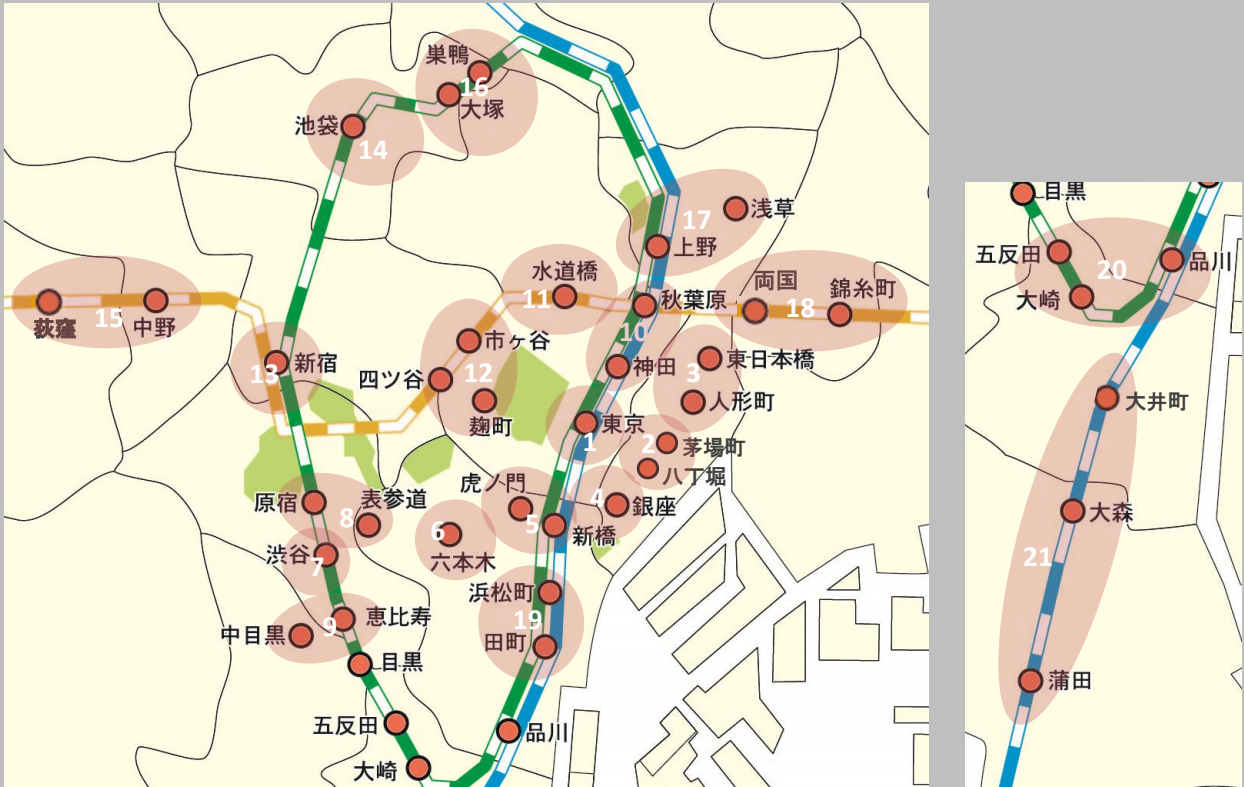 巣鴨
16
大塚
池袋
14
17
浅草
上野
水道橋
11
両国
錦糸町
18
秋葉原
10
荻窪
15
中野
新宿
13
市ヶ谷
四ツ谷
12
麹町
神田
3
東日本橋
人形町
東京
1
2
茅場町
八丁堀
虎ノ門
4
銀座
5
新橋
原宿
表参道
8
6
六本木
渋谷
7
浜松町
19
田町
恵比寿
9
中目黒
目黒
五反田
品川
大崎
目黒
五反田
20
品川
大崎
大井町
大森
21
蒲田